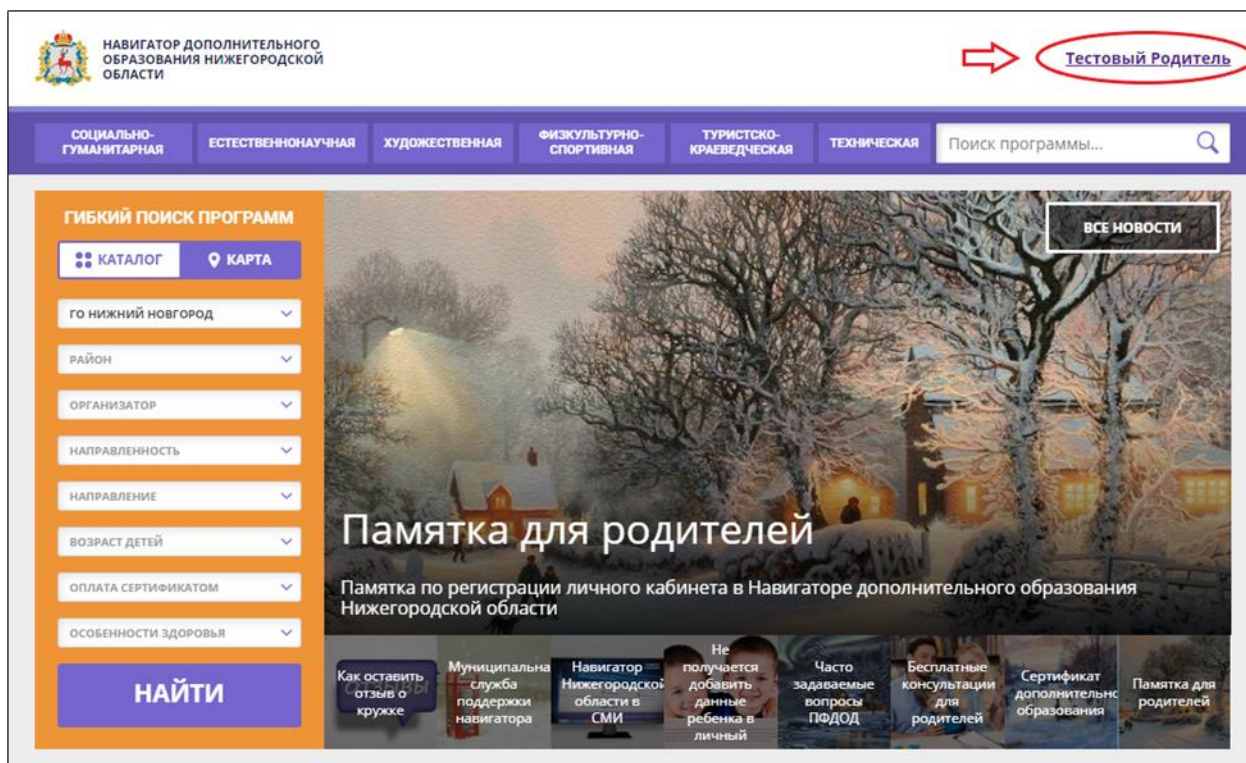 НАВИГАТОР ДОПОЛНИТЕЛЬНОГО
ОБРАЗОВАНИЯ НИЖЕГОРОДСКОЙ
ОБЛАСТИ
Тестовый Родитель
СОЦИАЛЬНО-
ГУМАНИТАРНАЯ
ЕСТЕСТВЕННОНАУЧНАЯ
ХУДОЖЕСТВЕННАЯ
ФИЗКУЛЬТУРНО-
СПОРТИВНАЯ
ТУРИСТСКО-
КРАЕВЕДЧЕСКАЯ
ТЕХНИЧЕСКАЯ
Поиск программы...
ГИБКИЙ ПОИСК ПРОГРАММ
КАТАЛОГ
КАРТА
ГО НИЖНИЙ НОВГОРОД
РАЙОН
ОРГАНИЗАТОР
НАПРАВЛЕННОСТЬ
НАПРАВЛЕНИЕ
ВОЗРАСТ ДЕТЕЙ
ОПЛАТА СЕРТИФИКАТОМ
ОСОБЕННОСТИ ЗДОРОВЬЯ
НАЙТИ
ВСЕ НОВОСТИ
Памятка для родителей
Памятка по регистрации личного кабинета в Навигаторе дополнительного образования
Нижегородской области
Как оставить
отзыв о
кружке
ОТЗЫВЫ
Муниципальна
служба
поддержки
навигатора
Навигатор
Нижегородской
области в
СМИ
Не
получается
добавить
данные
ребенка в
личный
Часто
задаваемые
вопросы
ПФДОД
Бесплатные
консультации
для
родителей
Сертификат
дополнительно
образования
Памятка для
родителей